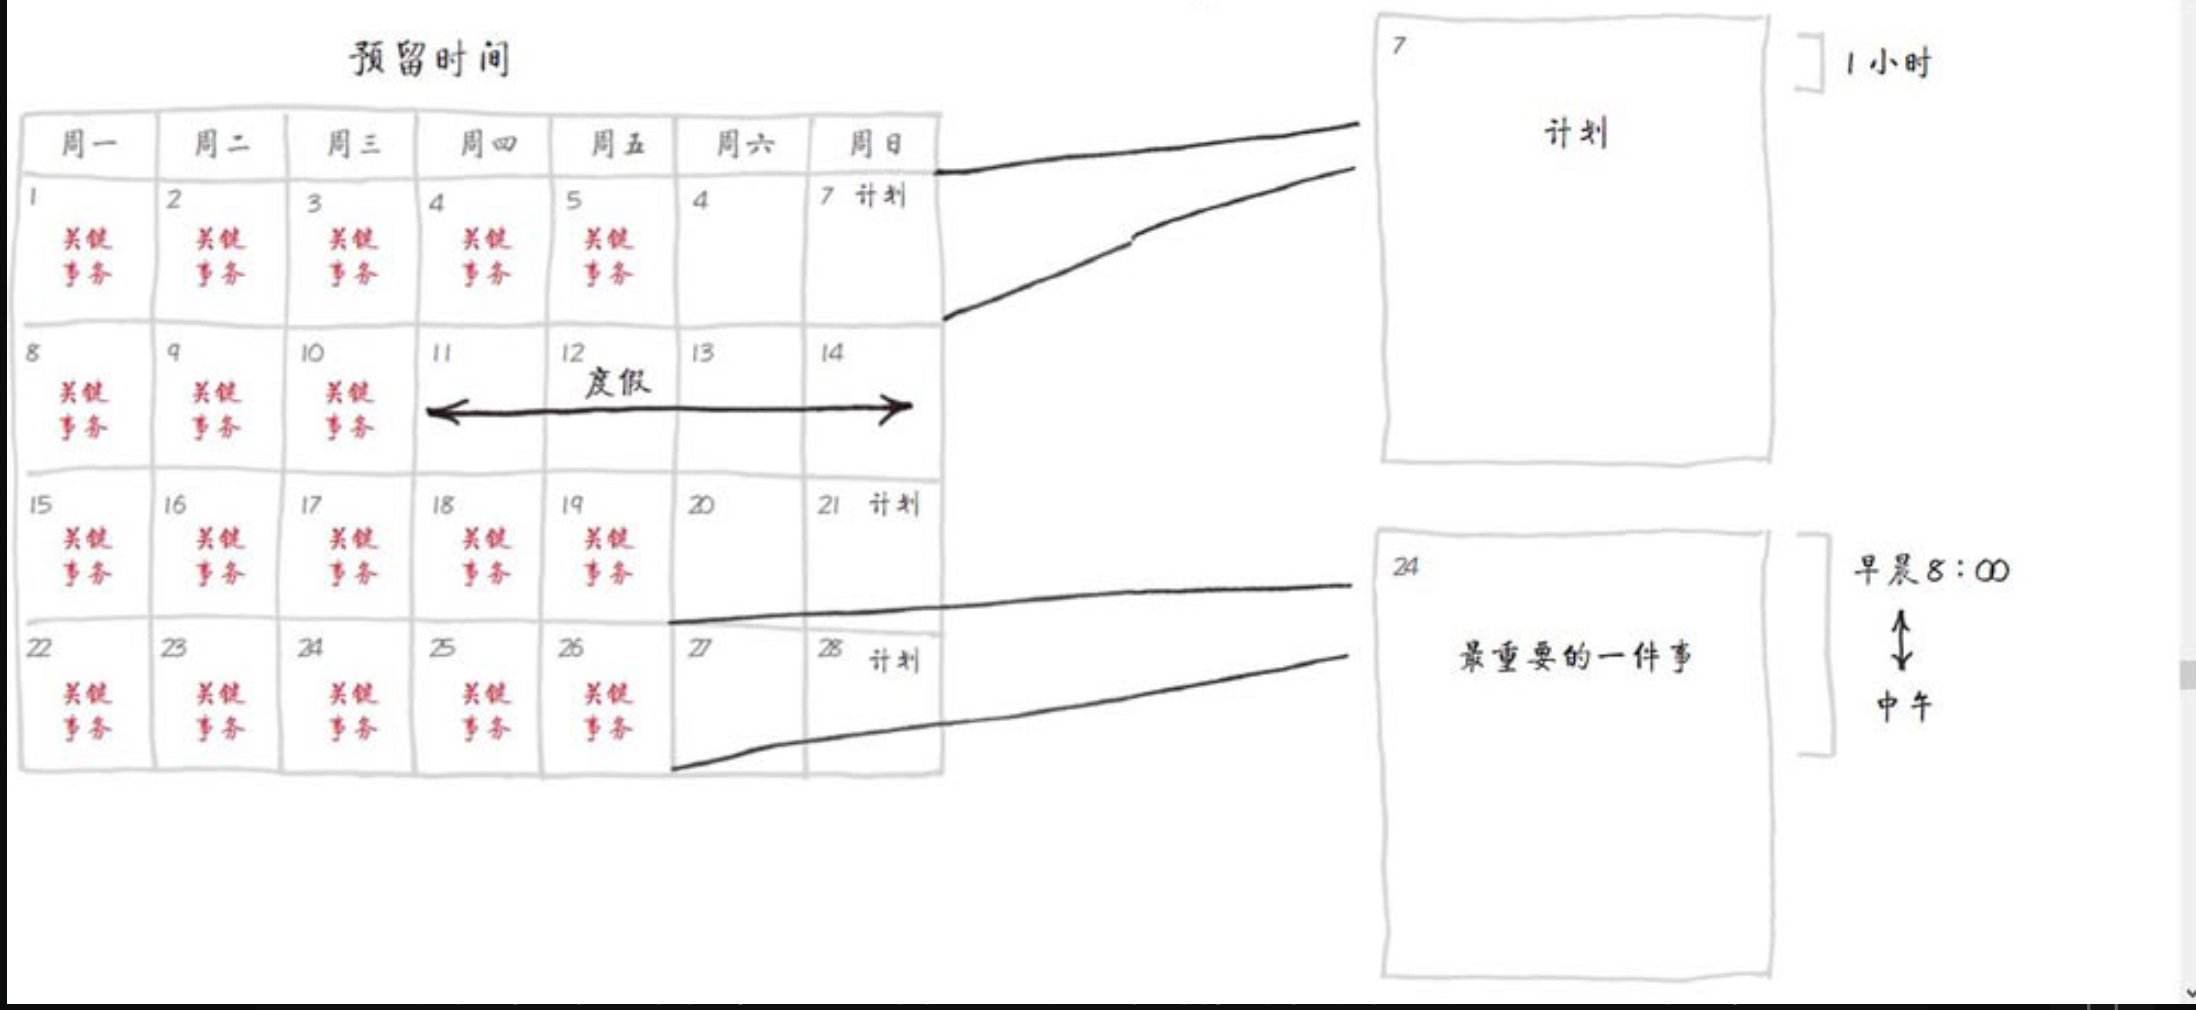 预留时间
周一 周二 周三 周四 周五 周六 周日
1 2 3 4 5 4 7 计划
关键 关键 关键 关键 关键
事务 事务 事务 事务 事务
8 9 10 11 12 13 14
度假
关键 关键 关键
事务 事务 事务
15 16 17 18 19 20 21 计划
关键 关键 关键 关键 关键
事务 事务 事务 事务 事务
22 23 24 25 26 27 28 计划
关键 关键 关键 关键 关键
事务 事务 事务 事务 事务
7
1小时
计划
24
早晨8:00
最重要的一件事
中午